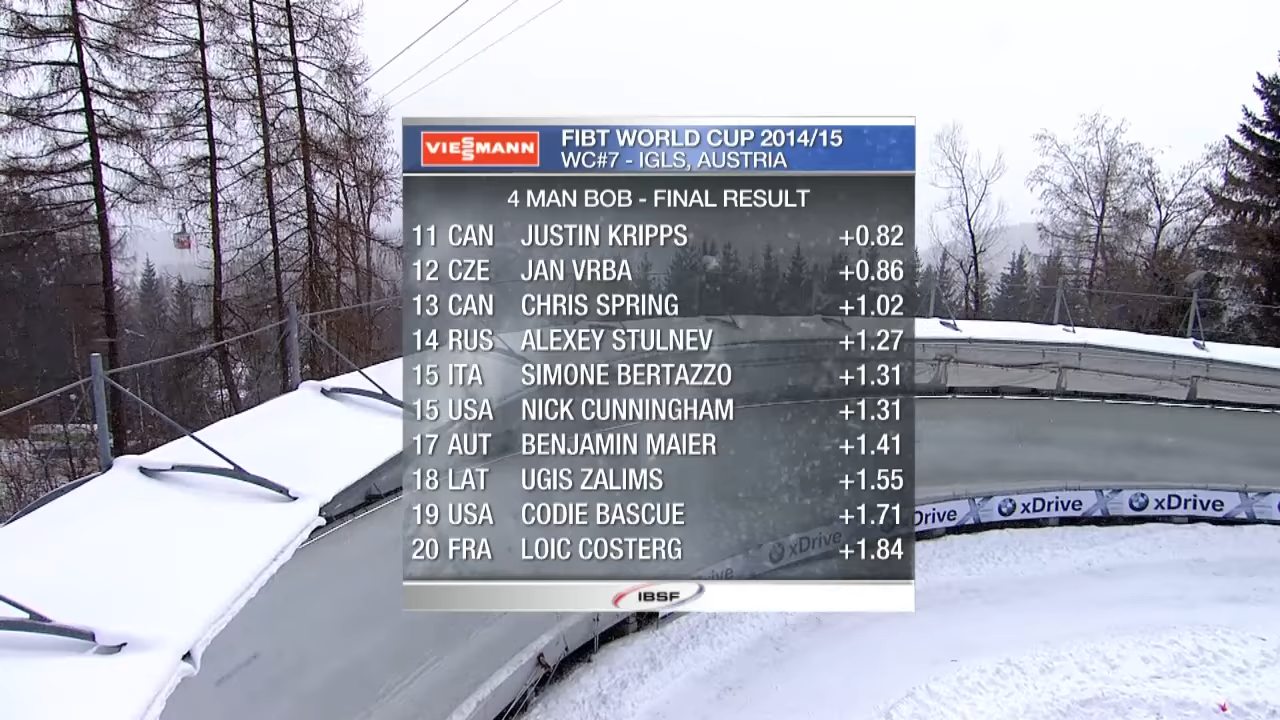 VIESSMANN
FIBT WORLD CUP 2014/15
WC#7 - IGLS, AUSTRIA
4 MAN BOB - FINAL RESULT
11 CAN JUSTIN KRIPPS +0.82
12 CZE JAN VRBA +0.86
13 CAN CHRIS SPRING +1.02
14 RUS ALEXEY STULNEV +1.27
15 ITA SIMONE BERTAZZO +1.31
15 USA NICK CUNNINGHAM +1.31
17 AUT BENJAMIN MAIER +1.41
18 LAT UGIS ZALIMS +1.55
19 USA CODIE BASCUE +1.71
20 FRA LOIC COSTERG +1.84
IBSF
xDrive xDrive xDrive xDrive